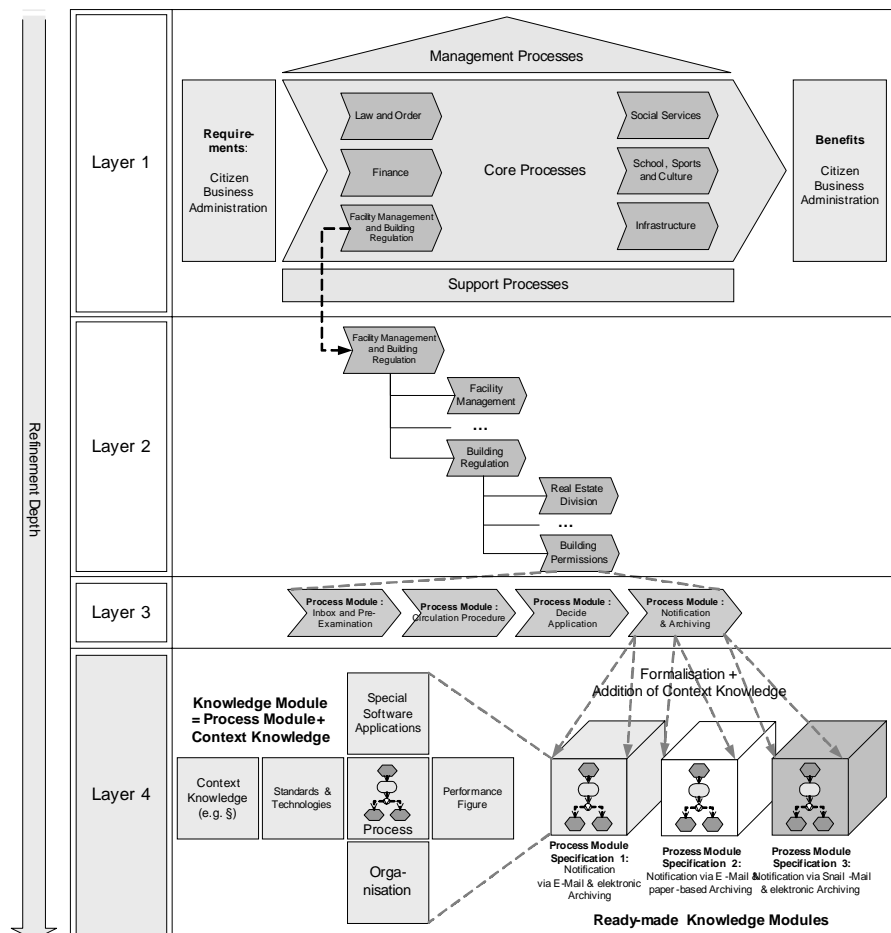 Refinement Depth
Layer 1
Management Processes
Require-
ments:
Citizen
Business
Administration
Law and Order
Finance
Facility Management
and Building
Regulation
Core Processes
Social Services
School, Sports
and Culture
Infrastructure
Benefits
Citizen
Business
Administration
Support Processes
Layer 2
Facility Management
and Building
Regulation
Facility
Management
...
Building
Regulation
Real Estate
Division
...
Building
Permissions
Layer 3
Process Module :
Inbox and Pre-
Examination
Process Module :
Circulation Procedure
Process Module :
Decide
Application
Process Module :
Notification
& Archiving
Layer 4
Knowledge Module
= Process Module+
Context Knowledge
Special
Software
Applications
Context
Knowledge
(e.g. §)
Standards &
Technologies
Process
Performance
Figure
Organ-
isation
Formalisation +
Addition of Context Knowledge
Process Module
Specification 1:
Notification
via E-Mail & elektronic
Archiving
Prozess Module
Specification 2:
Notification via E-Mail &
paper-based Archiving
Prozess Module
Specification 3:
Notification via Snail -Mail
& elektronic Archiving
Ready-made Knowledge Modules